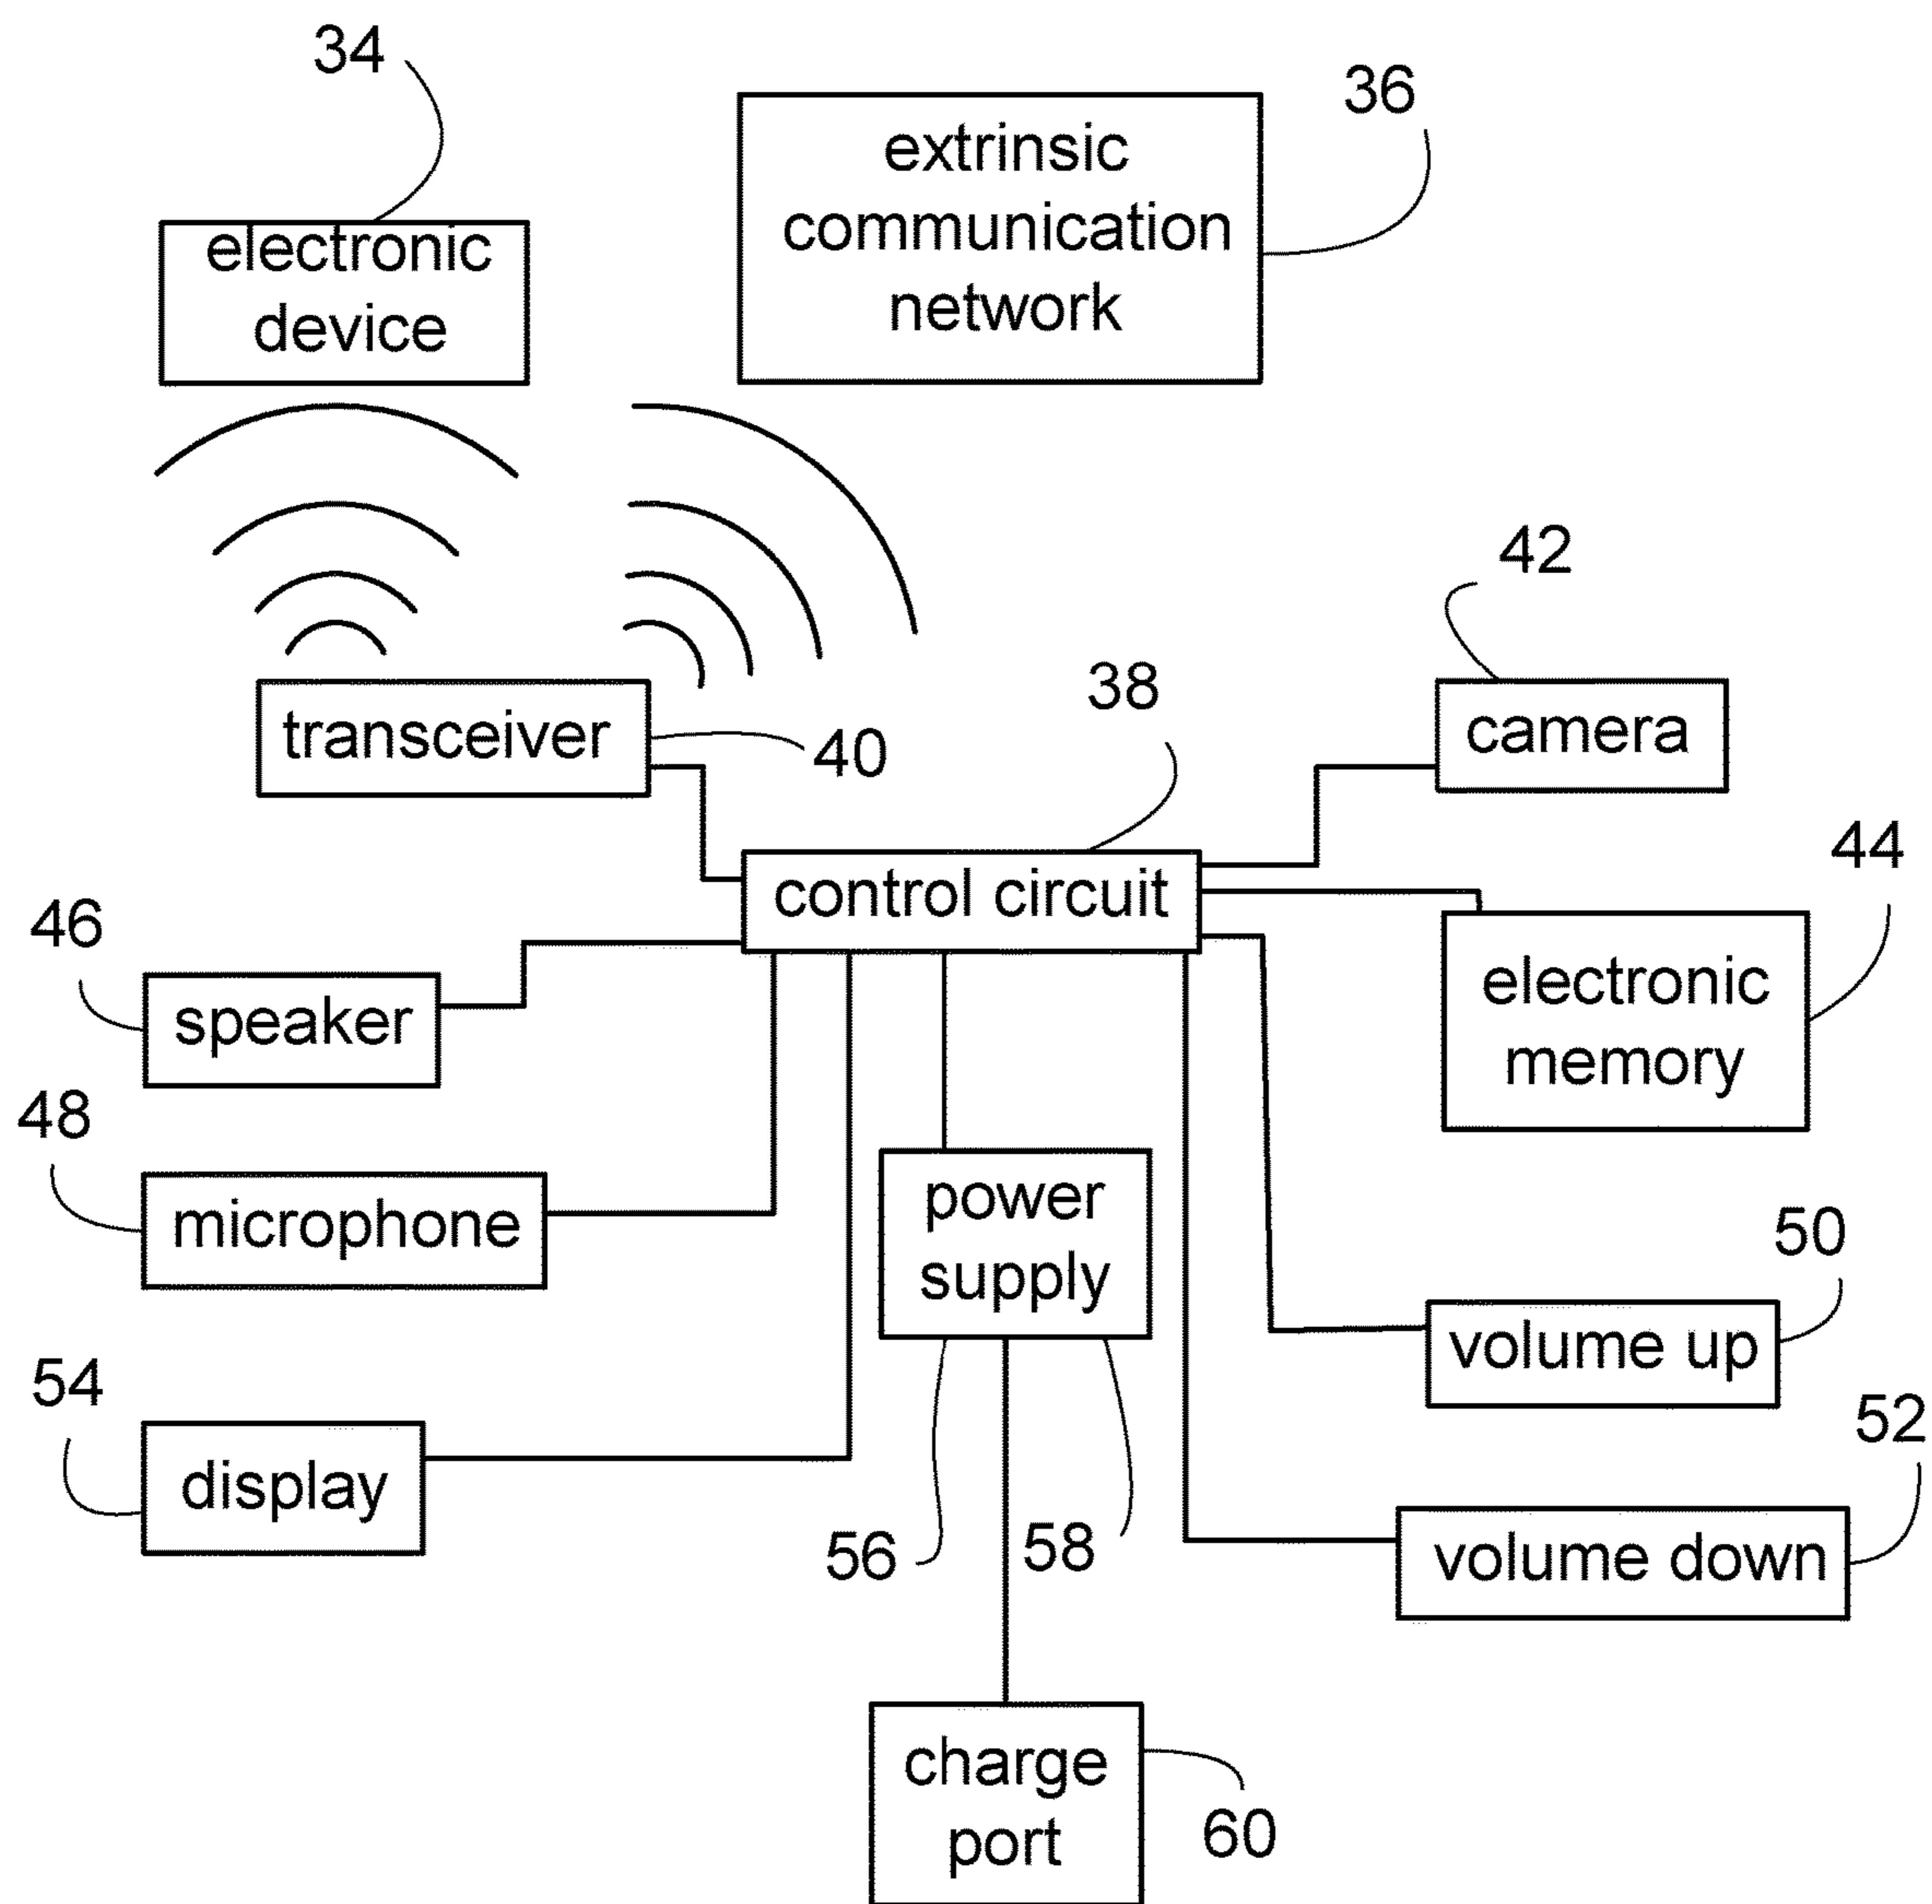 34
36
extrinsic
communication
network
electronic
device
42
38
transceiver
40
camera
44
control circuit
46
electronic
memory
speaker
48
power
supply
microphone
50
volume up
54
52
display
56
58
volume down
charge
port
60